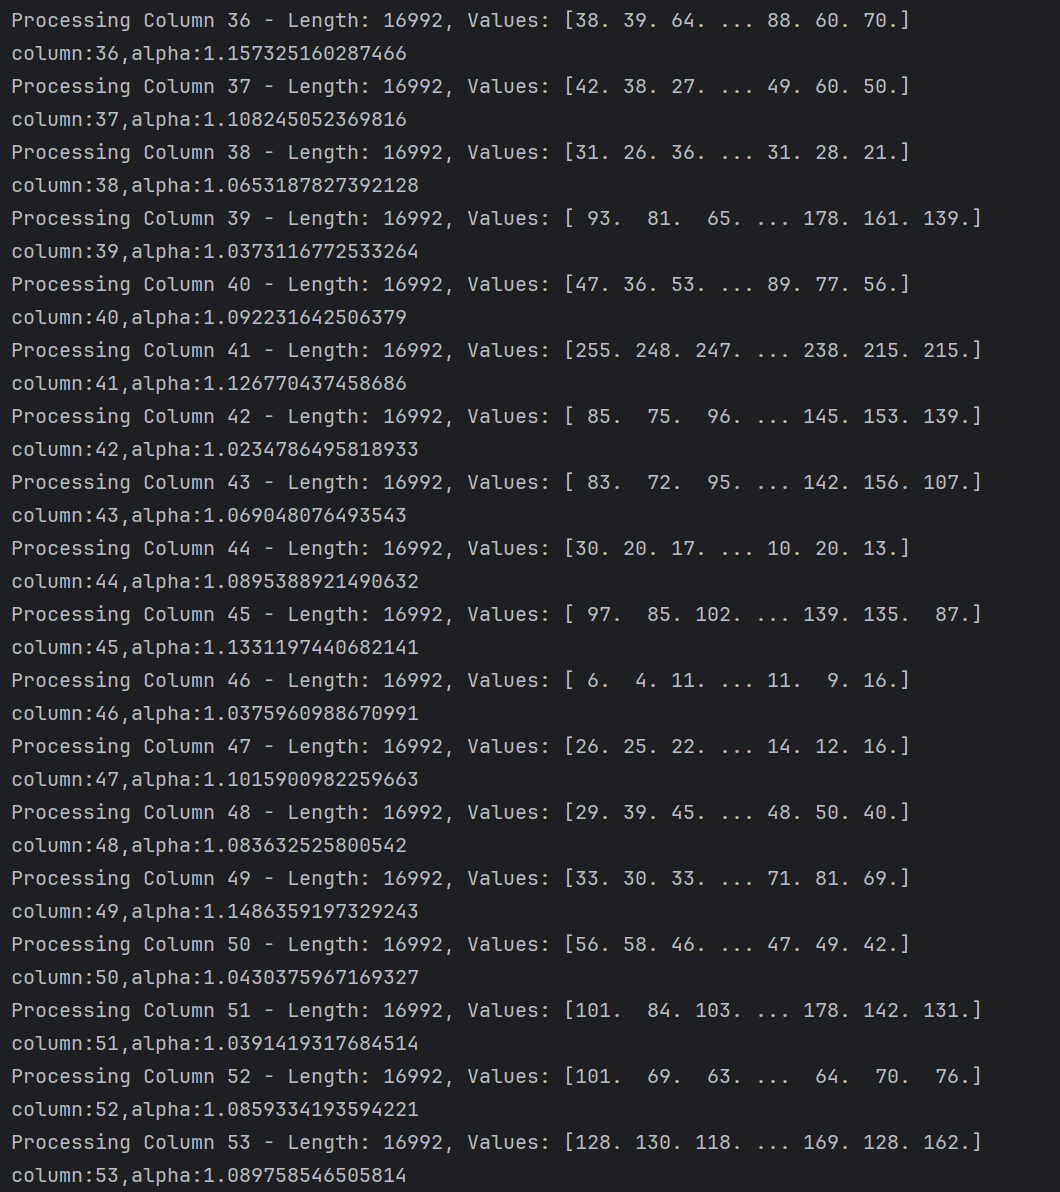 Processing Column 36 - Length: 16992, Values: [38. 39. 64. ... 88. 60. 70.]
column:36,alpha:1.157325160287466
Processing Column 37 - Length: 16992, Values: [42. 38. 27. ... 49. 60. 50.]
column:37,alpha:1.108245052369816
Processing Column 38 - Length: 16992, Values: [31. 26. 36. ... 31. 28. 21.]
column:38,alpha:1.0653187827392128
Processing Column 39 - Length: 16992, Values: [ 93.  81.  65. ... 178. 161. 139.]
column:39,alpha:1.0373116772533264
Processing Column 40 - Length: 16992, Values: [47. 36. 53. ... 89. 77. 56.]
column:40,alpha:1.092231642506379
Processing Column 41 - Length: 16992, Values: [255. 248. 247. ... 238. 215. 215.]
column:41,alpha:1.126770437458686
Processing Column 42 - Length: 16992, Values: [ 85.  75.  96. ... 145. 153. 139.]
column:42,alpha:1.0234786495818933
Processing Column 43 - Length: 16992, Values: [ 83.  72.  95. ... 142. 156. 107.]
column:43,alpha:1.069048076493543
Processing Column 44 - Length: 16992, Values: [30. 20. 17. ... 10. 20. 13.]
column:44,alpha:1.0895388921490632
Processing Column 45 - Length: 16992, Values: [ 97.  85. 102. ... 139. 135.  87.]
column:45,alpha:1.1331197440682141
Processing Column 46 - Length: 16992, Values: [ 6.  4. 11. ... 11.  9. 16.]
column:46,alpha:1.0375960988670991
Processing Column 47 - Length: 16992, Values: [26. 25. 22. ... 14. 12. 16.]
column:47,alpha:1.1015900982259663
Processing Column 48 - Length: 16992, Values: [29. 39. 45. ... 48. 50. 40.]
column:48,alpha:1.083632525800542
Processing Column 49 - Length: 16992, Values: [33. 30. 33. ... 71. 81. 69.]
column:49,alpha:1.1486359197329243
Processing Column 50 - Length: 16992, Values: [56. 58. 46. ... 47. 49. 42.]
column:50,alpha:1.0430375967169327
Processing Column 51 - Length: 16992, Values: [101.  84. 103. ... 178. 142. 131.]
column:51,alpha:1.0391419317684514
Processing Column 52 - Length: 16992, Values: [101.  69.  63. ...  64.  70.  76.]
column:52,alpha:1.0859334193594221
Processing Column 53 - Length: 16992, Values: [128. 130. 118. ... 169. 128. 162.]
column:53,alpha:1.089758546505814